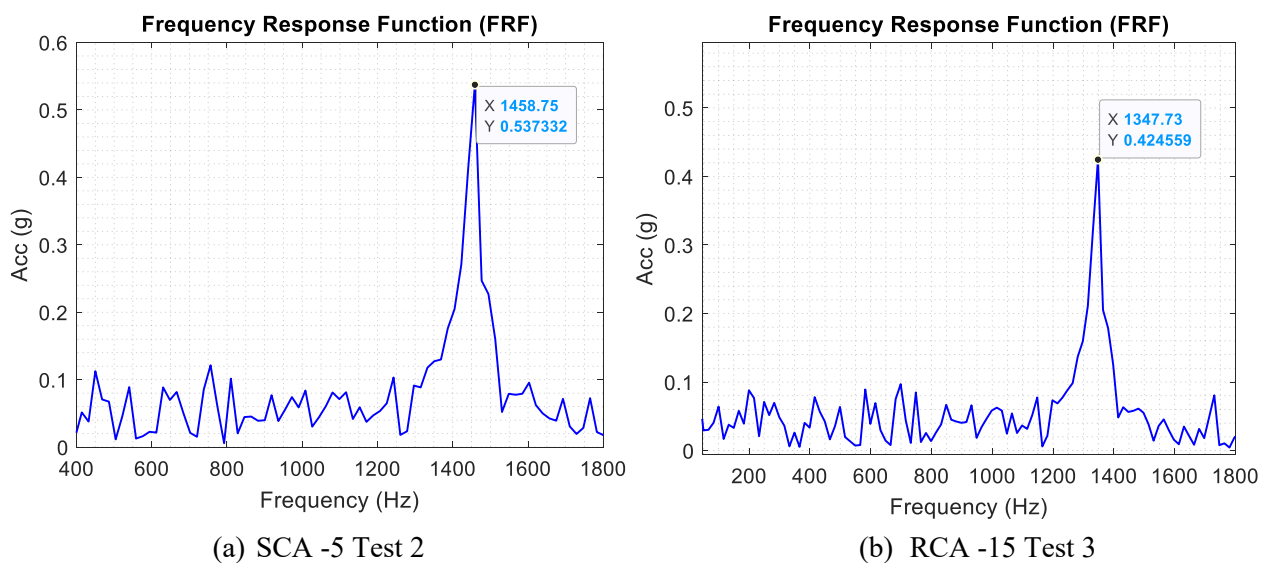 Frequency Response Function (FRF)
0.6
0.5
0.4
0.3
0.2
0.1
0
Acc (g)
X 1458.75
Y 0.537332
400 600 800 1000 1200 1400 1600 1800
Frequency (Hz)
(a) SCA -5 Test 2
Frequency Response Function (FRF)
0.5
0.4
0.3
0.2
0.1
0
Acc (g)
X 1347.73
Y 0.424559
200 400 600 800 1000 1200 1400 1600 1800
Frequency (Hz)
(b) RCA -15 Test 3